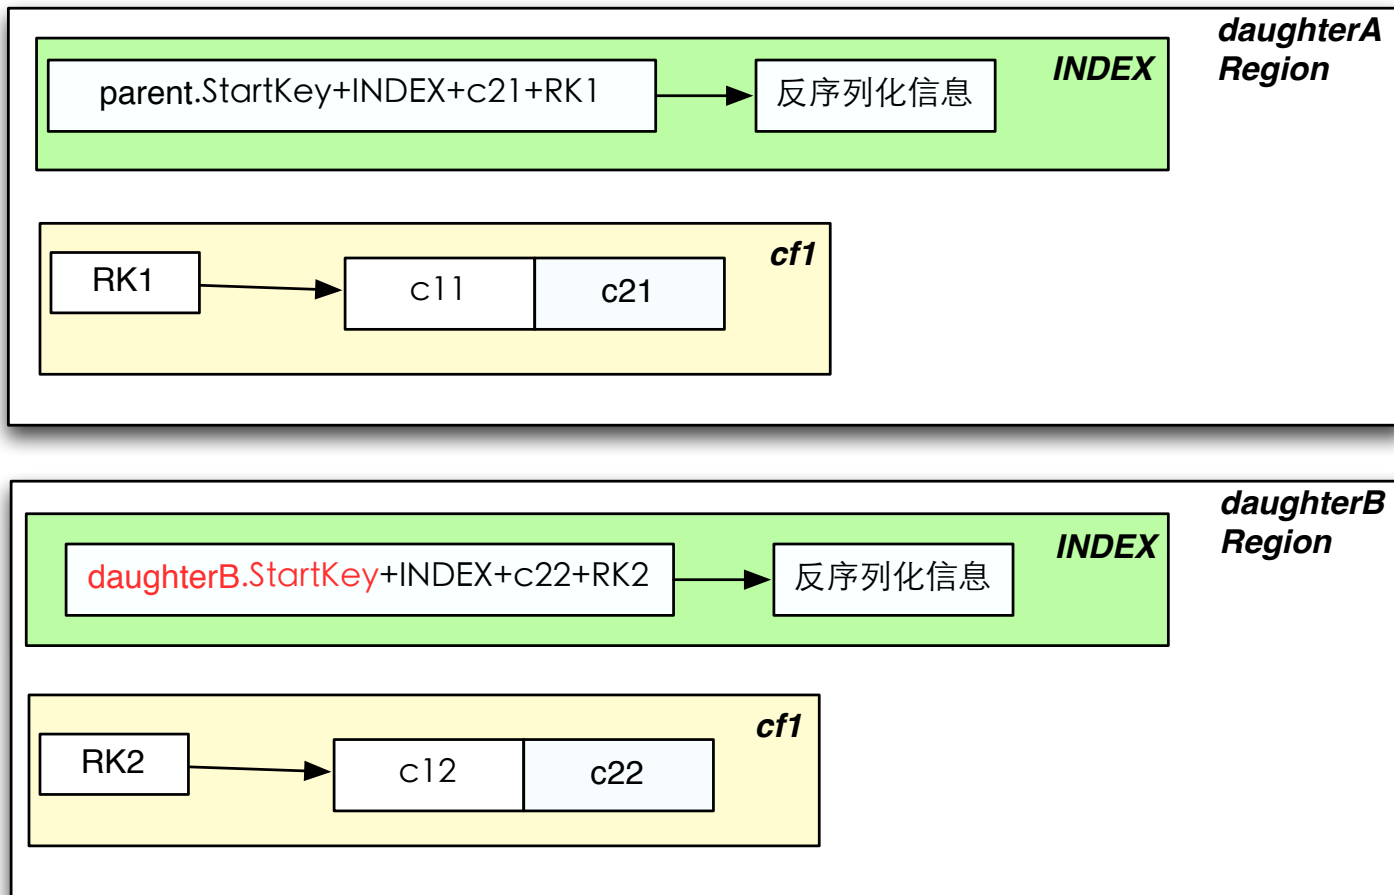 daughterA
Region
INDEX
parent.StartKey+INDEX+c21+RK1
反序列化信息
cf1
RK1
c11
c21
daughterB
Region
INDEX
daughterB.StartKey+INDEX+c22+RK2
反序列化信息
cf1
RK2
c12
c22